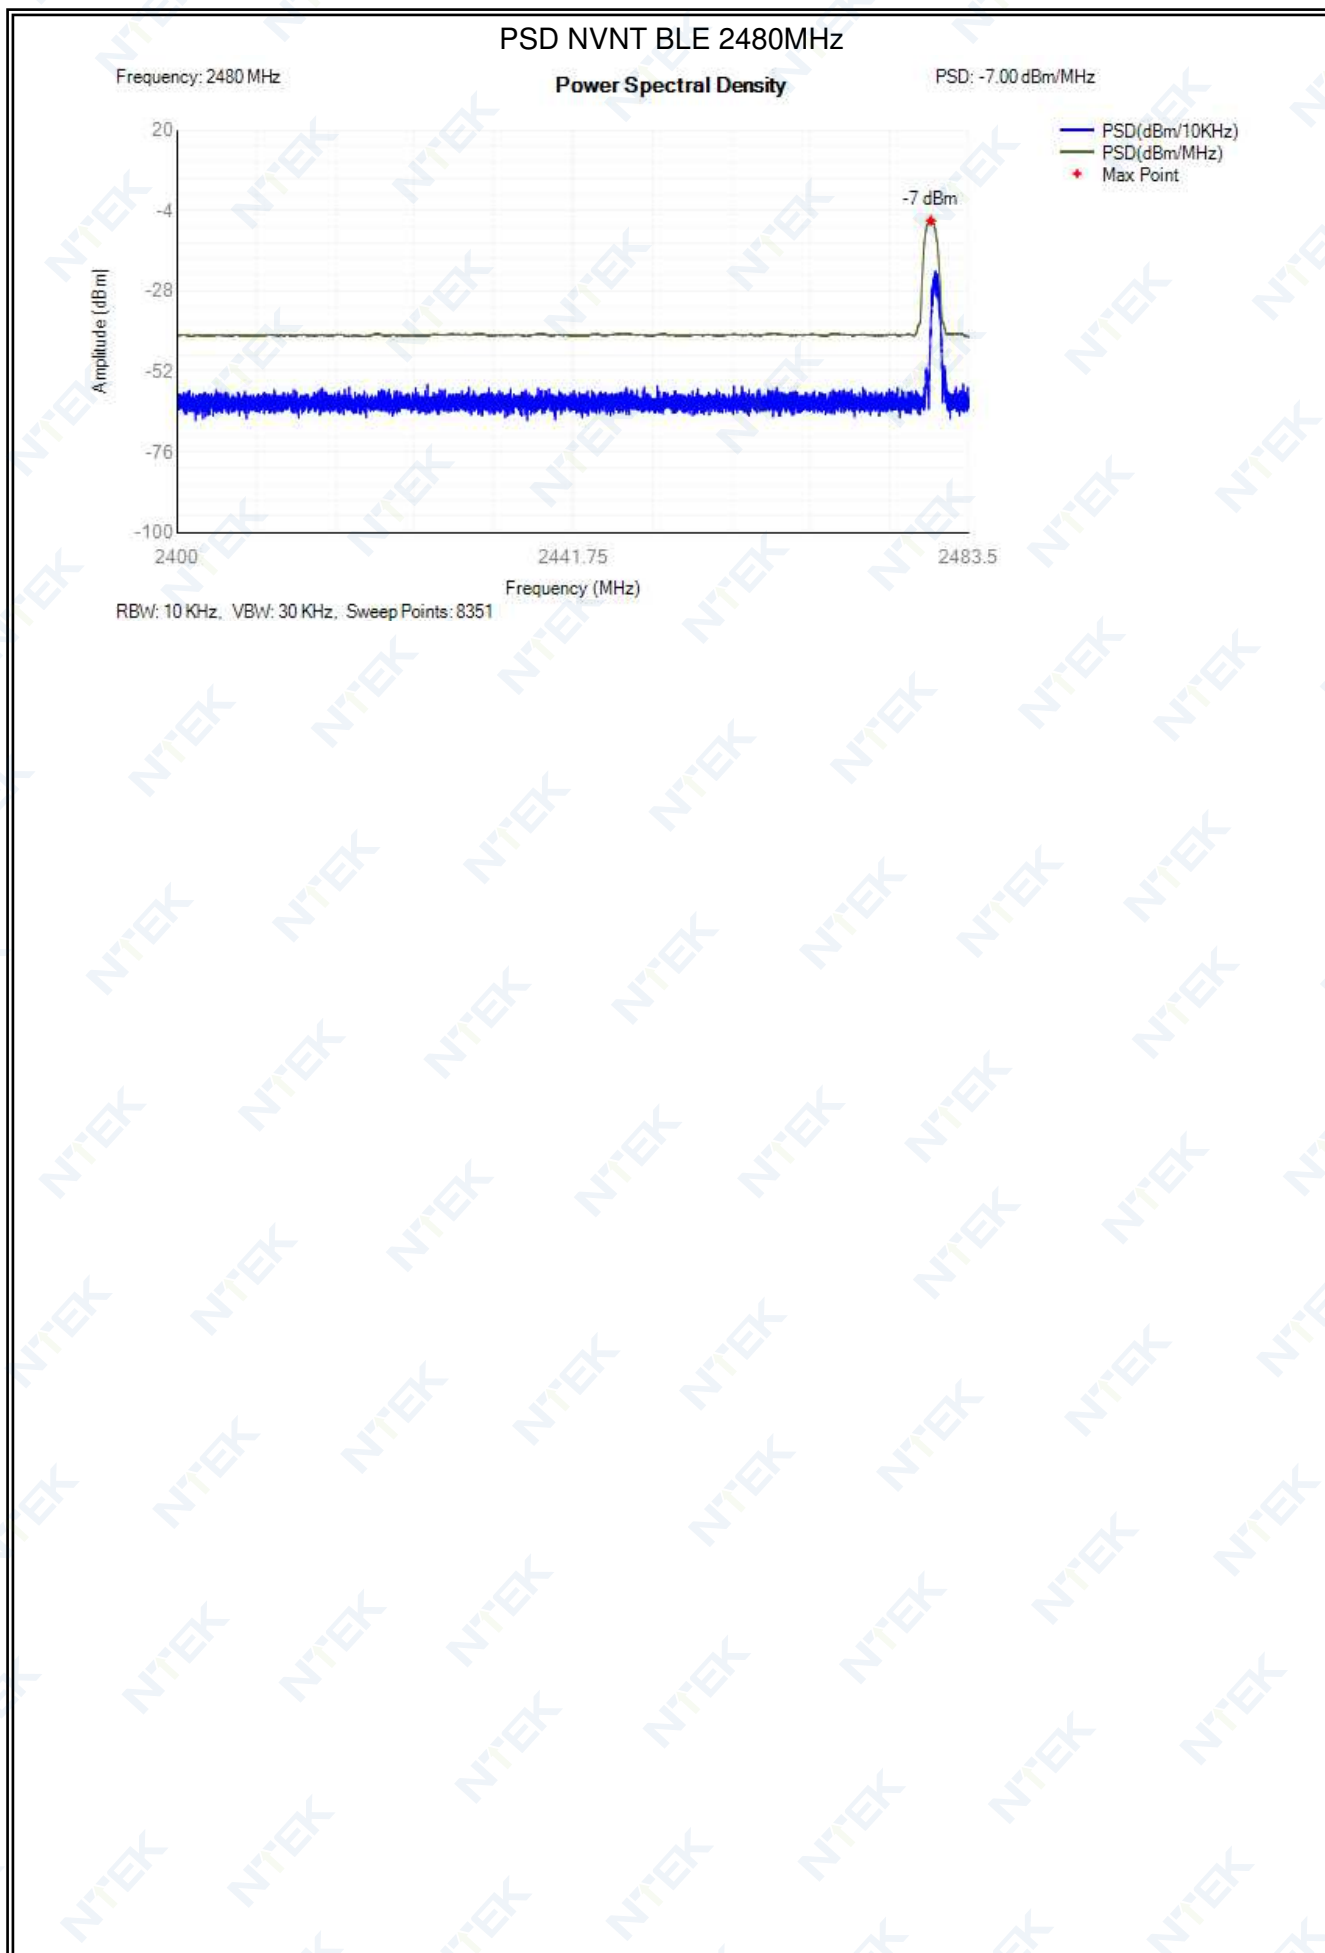 PSD NVNT BLE 2480MHz
Frequency: 2480 MHz
Power Spectral Density
PSD: -7.00 dBm/MHz
PSD(dBm/10KHz)
PSD(dBm/MHz)
Max Point
-7 dBm
20
-4
-28
-52
-76
-100
Amplitude (dBm)
2400
2441.75
2483.5
Frequency (MHz)
RBW: 10 KHz, VBW: 30 KHz, Sweep Points: 8351
NTEK